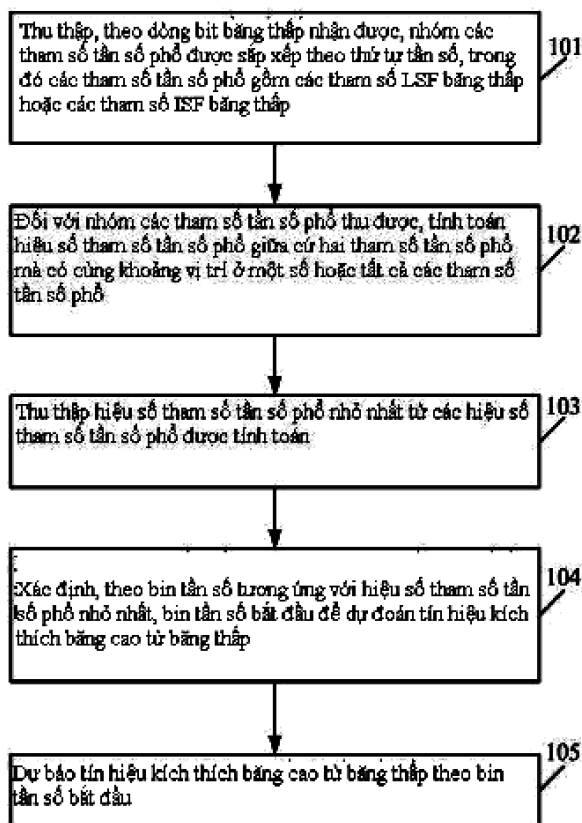 Thu thập, theo dòng bit băng thấp nhận được, nhóm các
tham số tần số phổ được sắp xếp theo thứ tự tần số, trong
đó các tham số tần số phổ gồm các tham số LSF băng thấp
hoặc các tham số ISF băng thấp
101
Đối với nhóm các tham số tần số phổ thu được, tính toán
hiệu số tham số tần số phổ giữa cứ hai tham số tần số phổ
mà có cùng khoảng vị trí ở một số hoặc tất cả các tham số
tần số phổ
102
Thu thập hiệu số tham số tần số phổ nhỏ nhất từ các hiệu số
tham số tần số phổ được tính toán
103
Xác định, theo bin tần số tương ứng với hiệu số tham số tần
số phổ nhỏ nhất, bin tần số bắt đầu để dự đoán tín hiệu kích
thích băng cao từ băng thấp
104
Dự báo tín hiệu kích thích băng cao từ băng thấp theo bin
tần số bắt đầu
105